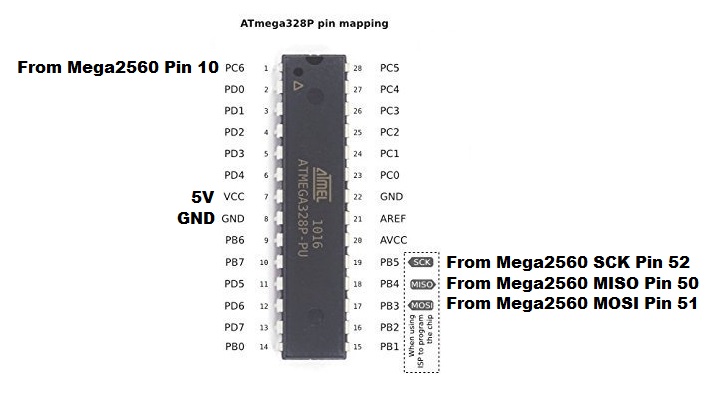 ATmega328P pin mapping
From Mega2560 Pin 10 PC6 1 28 PC5
PD0 2 27 PC4
PD1 3 26 PC3
PD2 4 25 PC2
PD3 5 24 PC1
PD4 6 23 PC0
5V VCC 7 22 GND
GND GND 8 21 AREF
PB6 9 20 AVCC
PB7 10 19 PB5 SCK From Mega2560 SCK Pin 52
PD5 11 18 PB4 MISO From Mega2560 MISO Pin 50
PD6 12 17 PB3 MOSI From Mega2560 MOSI Pin 51
PD7 13 16 PB2
PB0 14 15 PB1
When using
ISP to program
the chip
ATMEL
ATMEGA328P-PU
1016